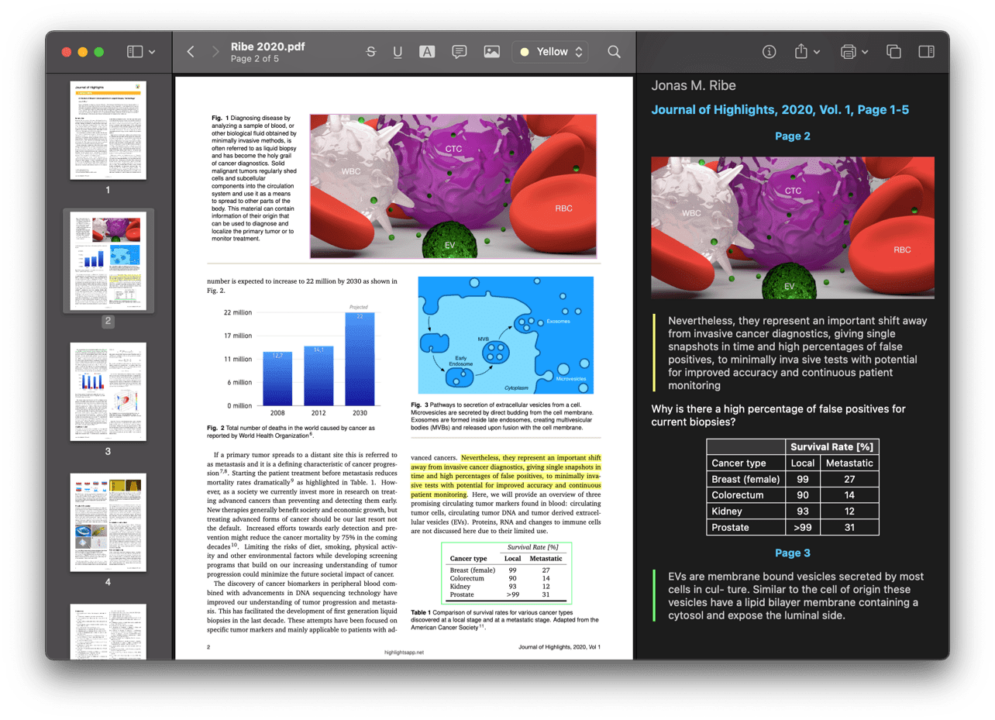 Ribe 2020.pdf
Page 2 of 5
S
U
A
Yellow
1
2
3
4
Fig. 1 Diagnosing disease by
analyzing a sample of blood, or
other biological fluid obtained by
minimally invasive methods, is
often referred to as liquid biopsy
and has become the holy grail
of cancer diagnostics. Solid
malignant tumors regularly shed
cells and subcellular
components into the circulation
system and use it as a means
to spread to other parts of the
body. This material can contain
information of their origin that
can be used to diagnose and
localize the primary tumor or to
monitor treatment.
WBC
CTC
RBC
EV
number is expected to increase to 22 million by 2030 as shown in
Fig. 2.
Projected
22 million
17 million
11 million
6 million
0 million
12,7
14,1
22
2008
2012
2030
Fig. 2 Total number of deaths in the world caused by cancer as
reported by World Health Organization8.
If a primary tumor spreads to a distant site this is referred to
as metastasis and it is a defining characteristic of cancer progres-
sion7,8. Starting the patient treatment before metastasis reduces
mortality rates dramatically9 as highlighted in Table. 1. How-
ever, as a society we currently invest more in research on treat-
ing advanced cancers than preventing and detecting them early.
New therapies generally benefit society and economic growth, but
treating advanced forms of cancer should be our last resort not
the default. Increased efforts towards early detection and pre-
vention might reduce the cancer mortality by 75% in the coming
decades10. Limiting the risks of diet, smoking, physical activ-
ity and other environmental factors while developing screening
programs that build on our increasing understanding of tumor
progression could minimize the future societal impact of cancer.
The discovery of cancer biomarkers in peripheral blood com-
bined with advancements in DNA sequencing technology have
improved our understanding of tumor progression and metasta-
sis. This has facilitated the development of first generation liquid
biopsies in the last decade. These attempts have been focused on
specific tumor markers and mainly applicable to patients with ad-
Exosomes
MVB
Early
Endosome
Cytoplasm
Microvesicles
Fig. 3 Pathways to secretion of extracellular vesicles from a cell.
Microvesicles are secreted by direct budding from the cell membrane.
Exosomes are formed inside late endosomes, creating multivesicular
bodies (MVBs) and released upon fusion with the cell membrane.
vanced cancers. Nevertheless, they represent an important shift
away from invasive cancer diagnostics, giving single snapshots in
time and high percentages of false positives, to minimally inva-
sive tests with potential for improved accuracy and continuous
patient monitoring. Here, we will provide an overview of three
promising circulating tumor markers found in blood: circulating
tumor cells, circulating tumor DNA and tumor derived extracel-
lular vesicles (EVs). Proteins, RNA and changes to immune cells
are not discussed here due to their limited use.
Survival Rate [%]
Cancer type Local Metastatic
Breast (female) 99 27
Colorectum 90 14
Kidney 93 12
Prostate >99 31
Table 1 Comparison of survival rates for various cancer types
discovered at a local stage and at a metastatic stage. Adapted from the
American Cancer Society11.
2
highlightsapp.net
Journal of Highlights, 2020, Vol 1
Jonas M. Ribe
Journal of Highlights, 2020, Vol. 1, Page 1-5
Page 2
WBC
CTC
RBC
EV
Nevertheless, they represent an important shift away
from invasive cancer diagnostics, giving single
snapshots in time and high percentages of false
positives, to minimally inva sive tests with potential
for improved accuracy and continuous patient
monitoring
Why is there a high percentage of false positives for
current biopsies?
Survival Rate [%]
Cancer type Local Metastatic
Breast (female) 99 27
Colorectum 90 14
Kidney 93 12
Prostate >99 31
Page 3
EVs are membrane bound vesicles secreted by most
cells in cul- ture. Similar to the cell of origin these
vesicles have a lipid bilayer membrane containing a
cytosol and expose the luminal side.